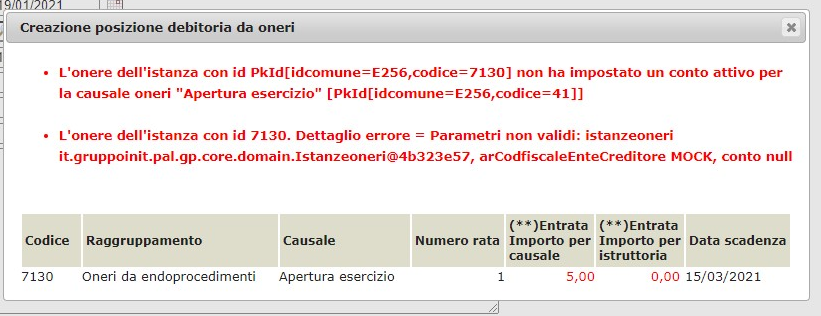 19/01/2021
Creazione posizione debitoria da oneri
L'onere dell'istanza con id PkId[idcomune=E256,codice=7130] non ha impostato un conto attivo per
la causale oneri "Apertura esercizio" [PkId[idcomune=E256,codice=41]]
L'onere dell'istanza con id 7130. Dettaglio errore = Parametri non validi: istanzeoneri
it.gruppoinit.pal.gp.core.domain.Istanzeoneri@4b323e57, arCodfiscaleEnteCreditore MOCK, conto null
Codice Raggruppamento Causale Numero rata (**)Entrata Importo per causale (**)Entrata Importo per istruttoria Data scadenza
7130 Oneri da endoprocedimenti Apertura esercizio 1 5,00 0,00 15/03/2021